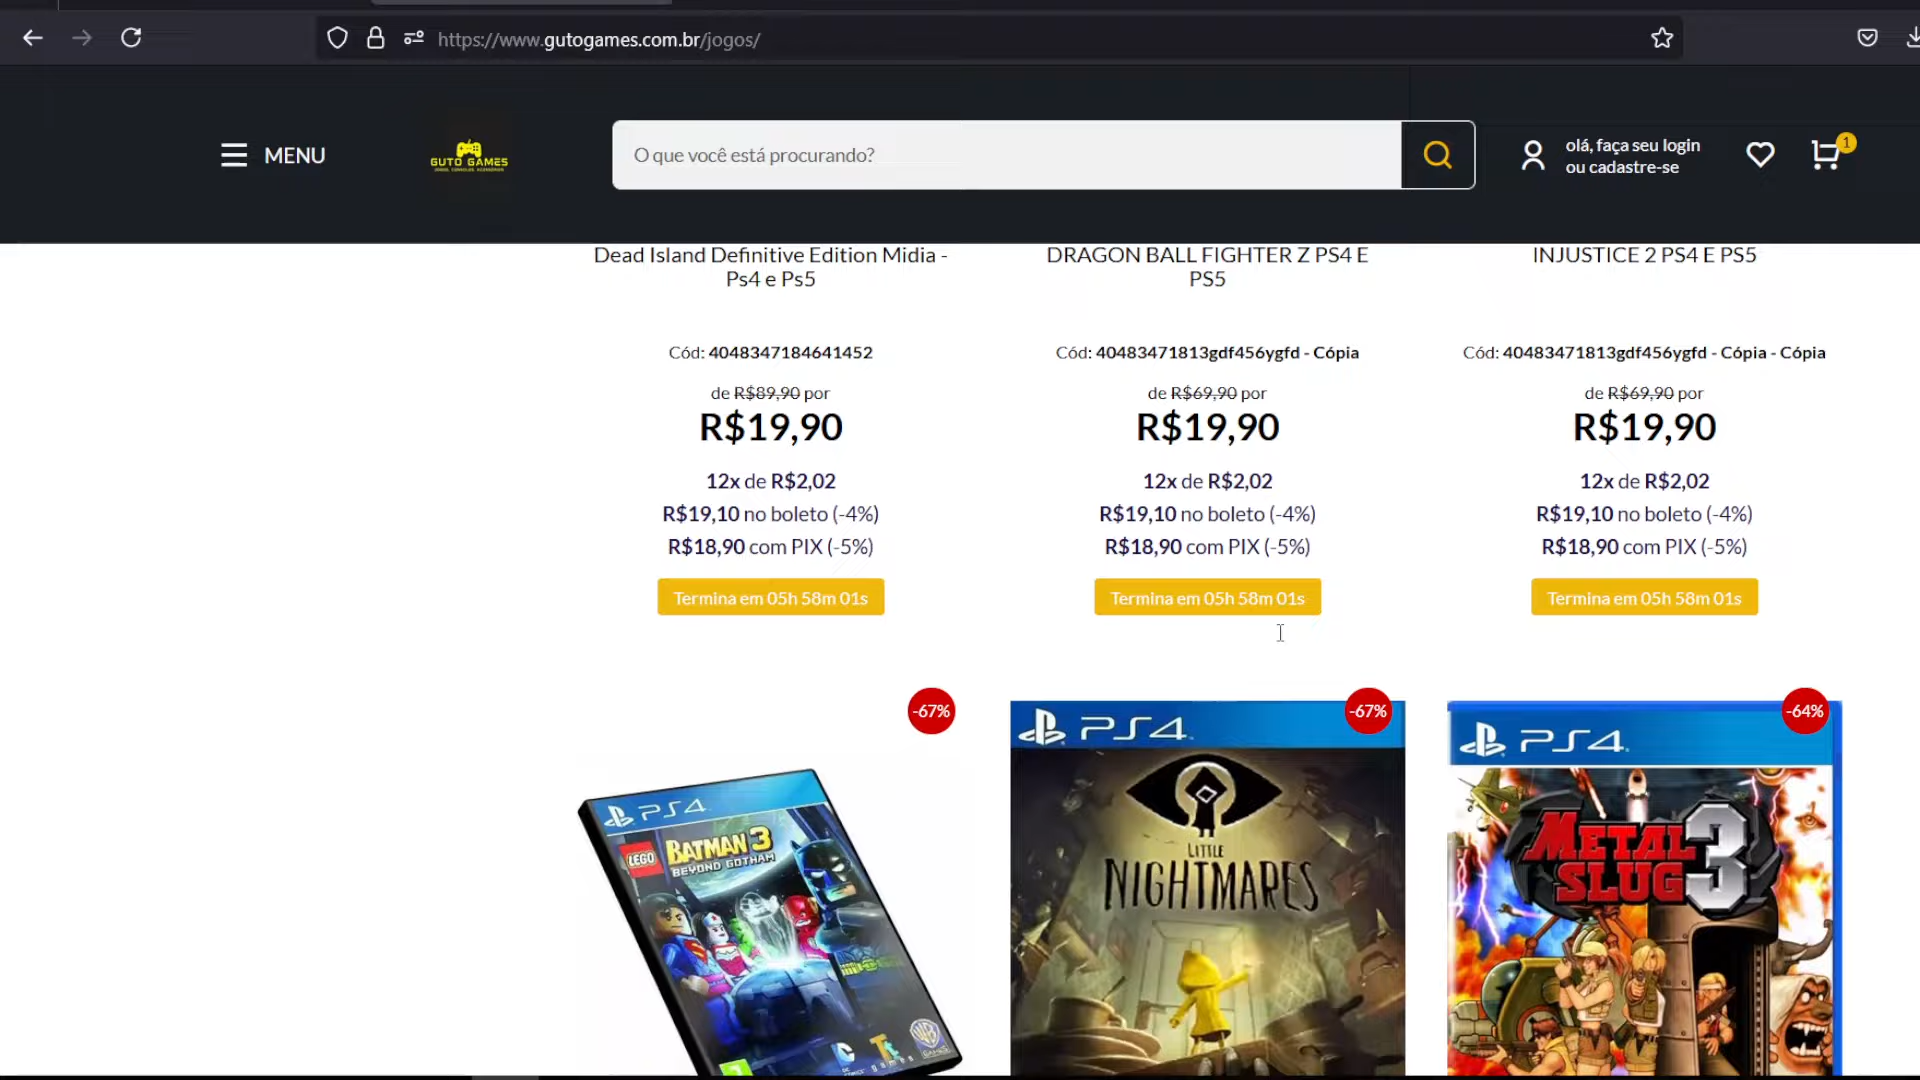 https://www.gutogames.com.br/jogos/
MENU
GUTO GAMES
O que você está procurando?
olá, faça seu login
ou cadastre-se
1
Dead Island Definitive Edition Midia -
Ps4 e Ps5
Cód: 4048347184641452
de R$89,90 por
R$19,90
12x de R$2,02
R$19,10 no boleto (-4%)
R$18,90 com PIX (-5%)
Termina em 05h 58m 01s
DRAGON BALL FIGHTER Z PS4 E
PS5
Cód: 40483471813gdf456ygfd - Cópia
de R$69,90 por
R$19,90
12x de R$2,02
R$19,10 no boleto (-4%)
R$18,90 com PIX (-5%)
Termina em 05h 58m 01s
INJUSTICE 2 PS4 E PS5
Cód: 40483471813gdf456ygfd - Cópia - Cópia
de R$69,90 por
R$19,90
12x de R$2,02
R$19,10 no boleto (-4%)
R$18,90 com PIX (-5%)
Termina em 05h 58m 01s
-67%
PS4
LEGO
BATMAN 3
BEYOND GOTHAM
WB
GAMES
-67%
PS4
LITTLE
NIGHTMARES
-64%
PS4
METAL
SLUG 3